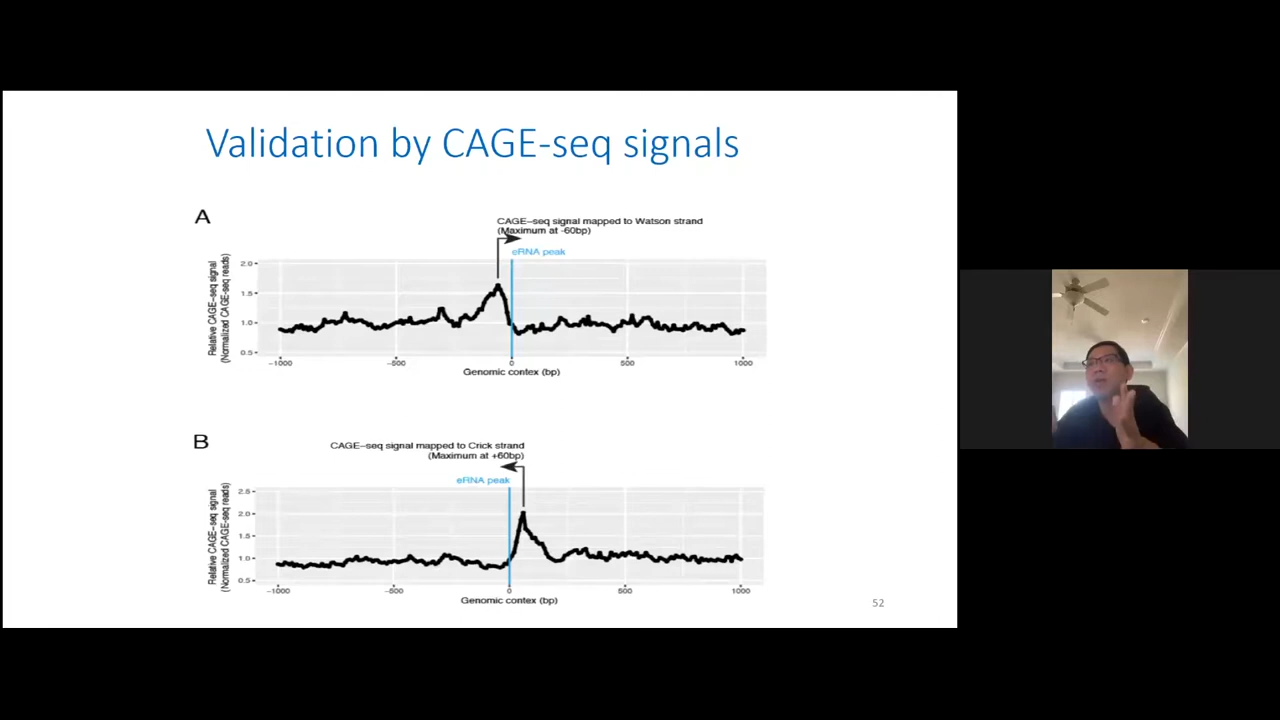 Validation by CAGE-seq signals
A
CAGE–seq signal mapped to Watson strand
(Maximum at -60bp)
eRNA peak
Relative CAGE–seq signal
(Normalized CAGE-seq reads)
2.0
1.5
1.0
0.5
−1000
−500
0
500
1000
Genomic contex (bp)
B
CAGE–seq signal mapped to Crick strand
(Maximum at +60bp)
eRNA peak
Relative CAGE–seq signal
(Normalized CAGE-seq reads)
2.5
2.0
1.5
1.0
0.5
−1000
−500
0
500
1000
Genomic contex (bp)
52